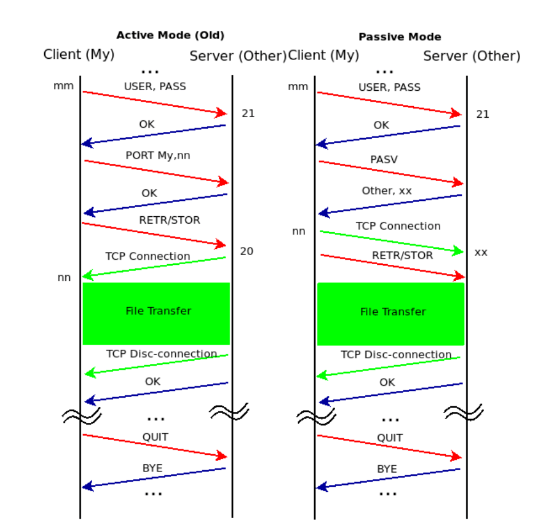 Active Mode (Old)
Client (My)
Server (Other)
...
mm
USER, PASS
21
OK
PORT My,nn
OK
RETR/STOR
20
TCP Connection
nn
File Transfer
TCP Disc-connection
OK
...
QUIT
BYE
...
Passive Mode
Client (My)
Server (Other)
...
mm
USER, PASS
21
OK
PASV
Other, xx
nn
TCP Connection
xx
RETR/STOR
File Transfer
TCP Disc-connection
OK
...
QUIT
BYE
...